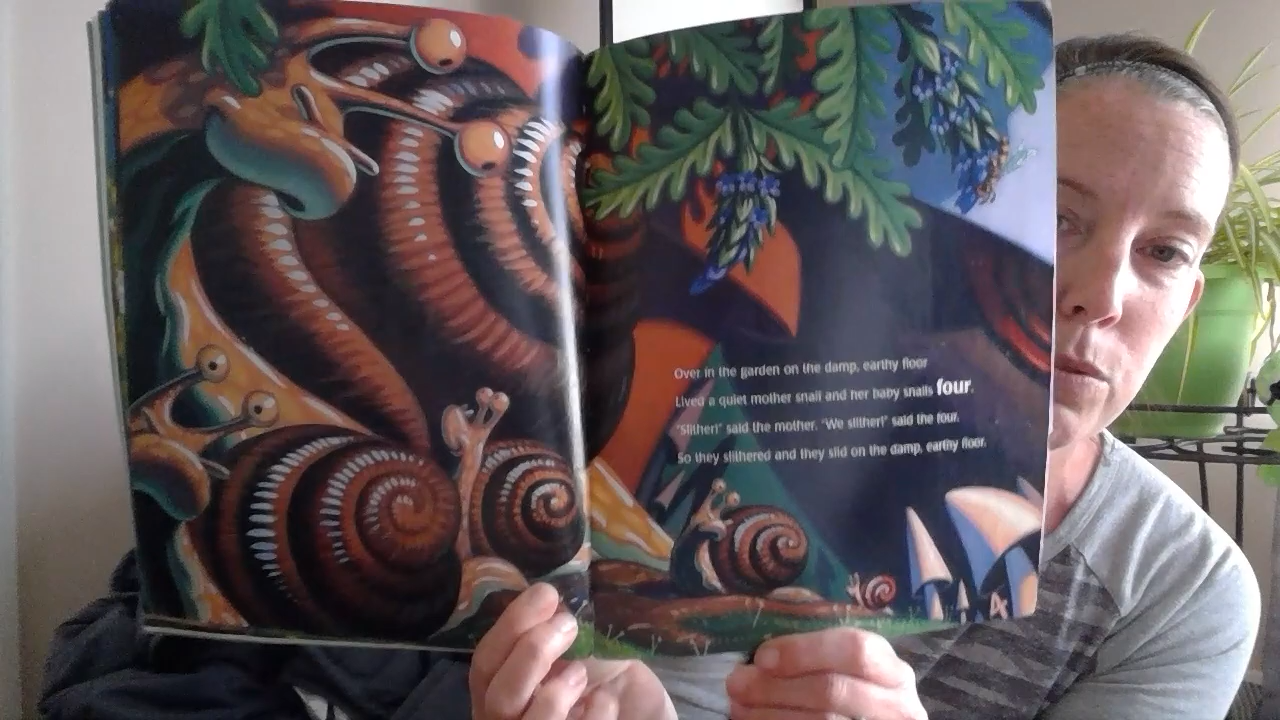 Over in the garden on the damp, earthy floor
Lived a quiet mother snail and her baby snails four.
"Slither!" said the mother. "We slither!" said the four.
So they slithered and they slid on the damp, earthy floor.
4